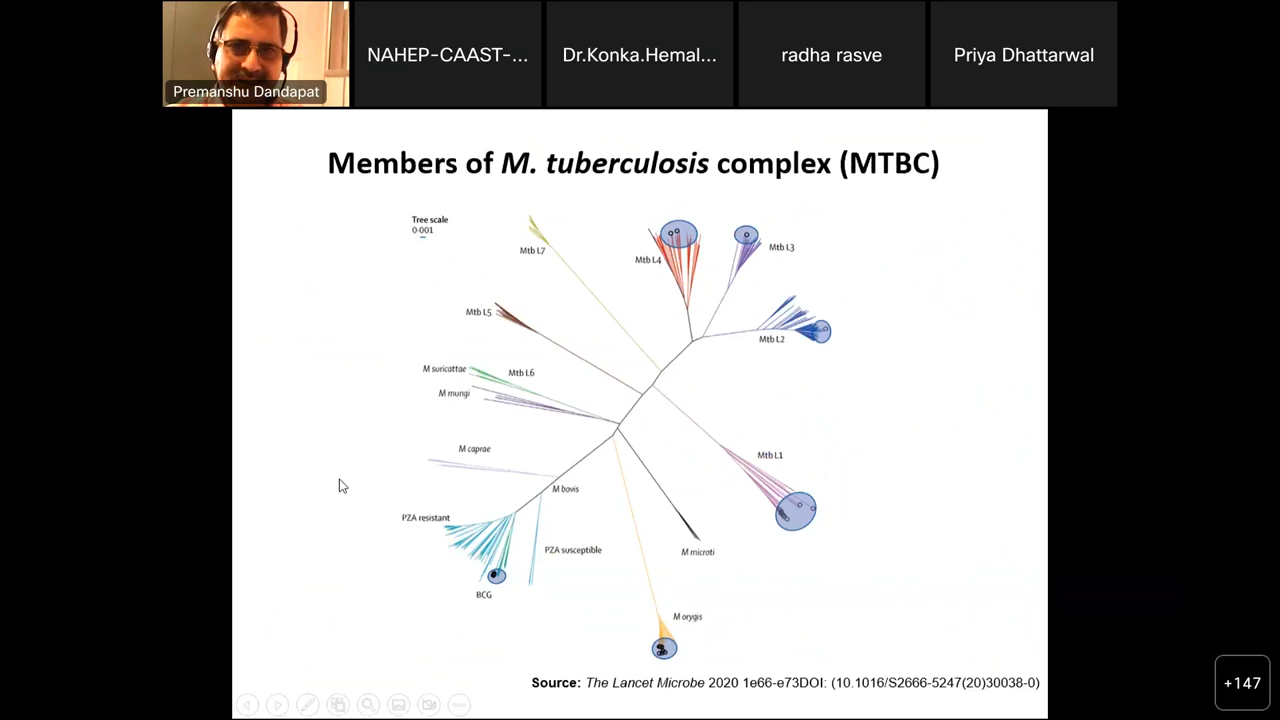 Premanshu Dandapat
NAHEP-CAAST-...
Dr.Konka.Hemal...
radha rasve
Priya Dhattarwal
Members of M. tuberculosis complex (MTBC)
Tree scale
0·001
Mtb L7
Mtb L4
Mtb L3
Mtb L5
Mtb L2
M suricattae
Mtb L6
M mungi
M caprae
Mtb L1
M bovis
PZA resistant
PZA susceptible
M microti
BCG
M orygis
Source: The Lancet Microbe 2020 1e66-e73DOI: (10.1016/S2666-5247(20)30038-0)
+147